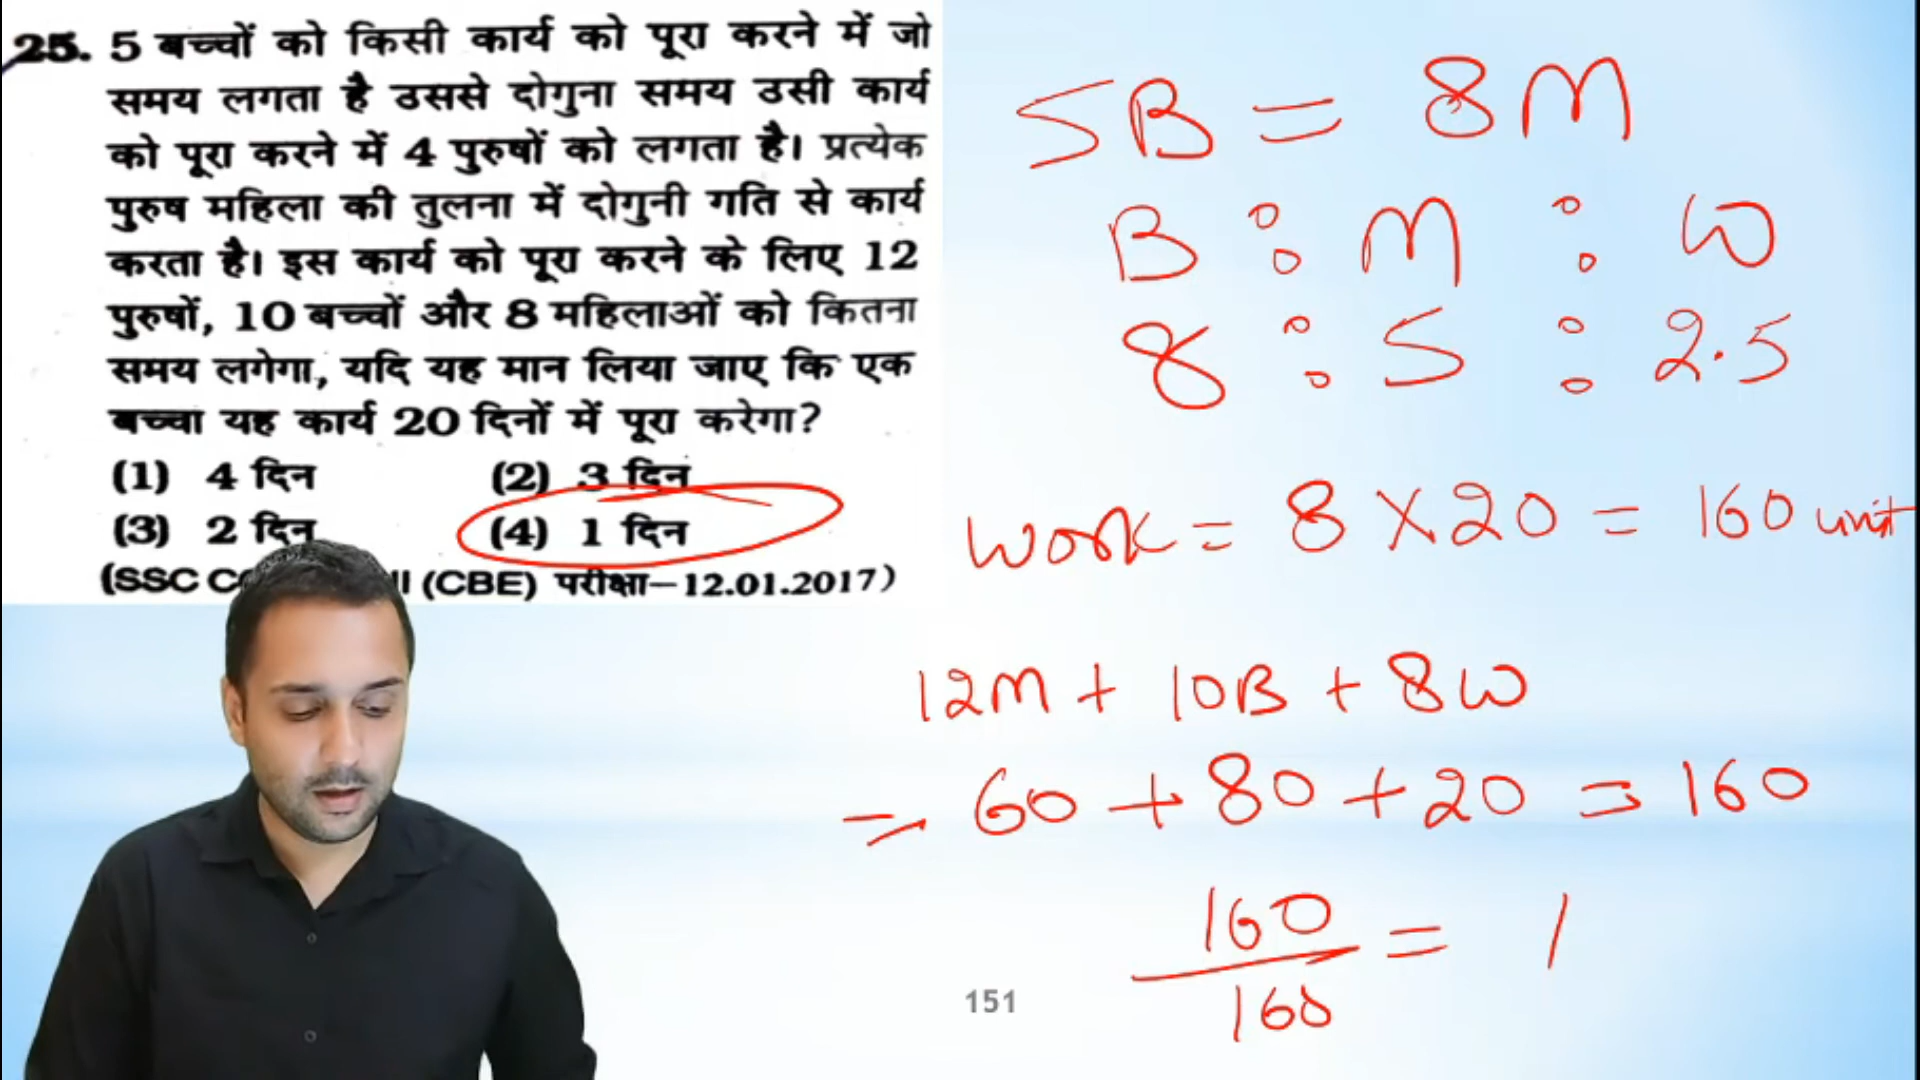 25. 5 बच्चों को किसी कार्य को पूरा करने में जो
समय लगता है उससे दोगुना समय उसी कार्य
को पूरा करने में 4 पुरुषों को लगता है। प्रत्येक
पुरुष महिला की तुलना में दोगुनी गति से कार्य
करता है। इस कार्य को पूरा करने के लिए 12
पुरुषों, 10 बच्चों और 8 महिलाओं को कितना
समय लगेगा, यदि यह मान लिया जाए कि एक
बच्चा यह कार्य 20 दिनों में पूरा करेगा?
(1) 4 दिन (2) 3 दिन
(3) 2 दिन (4) 1 दिन
(SSC (CBE) परीक्षा—12.01.2017)
5B = 8M
B : M : W
8 : 5 : 2.5
Work = 8 × 20 = 160 unit
12M + 10B + 8W
= 60 + 80 + 20 = 160
160
160
= 1
151